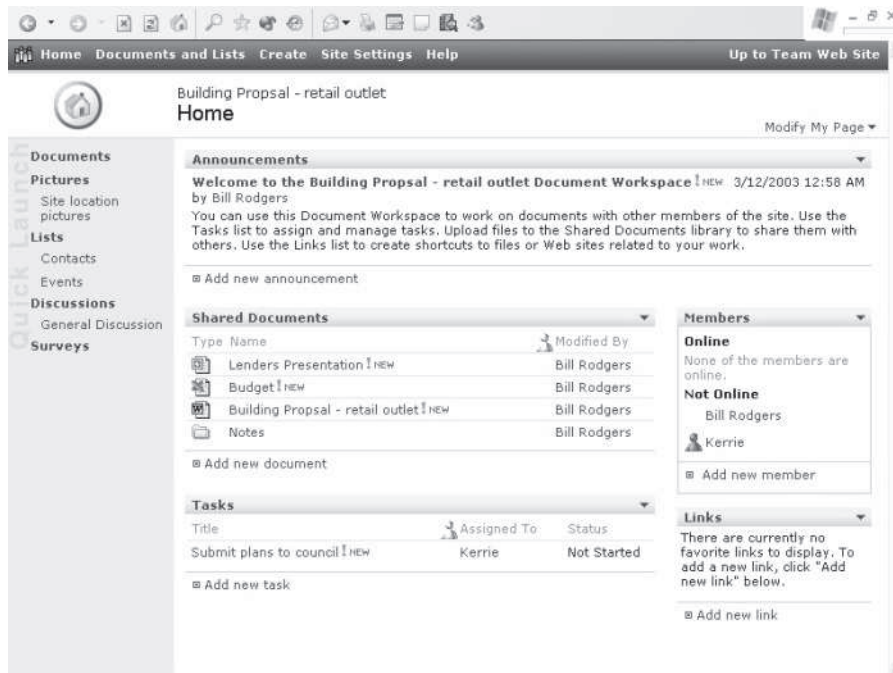 Home Documents and Lists Create Site Settings Help Up to Team Web Site
Building Propsal - retail outlet
Home
Modify My Page
Quick Launch
Documents
Pictures
Site location
pictures
Lists
Contacts
Events
Discussions
General Discussion
Surveys
Announcements
Welcome to the Building Propsal - retail outlet Document Workspace ! NEW 3/12/2003 12:58 AM
by Bill Rodgers
You can use this Document Workspace to work on documents with other members of the site. Use the
Tasks list to assign and manage tasks. Upload files to the Shared Documents library to share them with
others. Use the Links list to create shortcuts to files or Web sites related to your work.
Add new announcement
Shared Documents
Type Name Modified By
Lenders Presentation ! NEW Bill Rodgers
Budget ! NEW Bill Rodgers
Building Propsal - retail outlet ! NEW Bill Rodgers
Notes Bill Rodgers
Add new document
Tasks
Title Assigned To Status
Submit plans to council ! NEW Kerrie Not Started
Add new task
Members
Online
None of the members are
online.
Not Online
Bill Rodgers
Kerrie
Add new member
Links
There are currently no
favorite links to display. To
add a new link, click "Add
new link" below.
Add new link